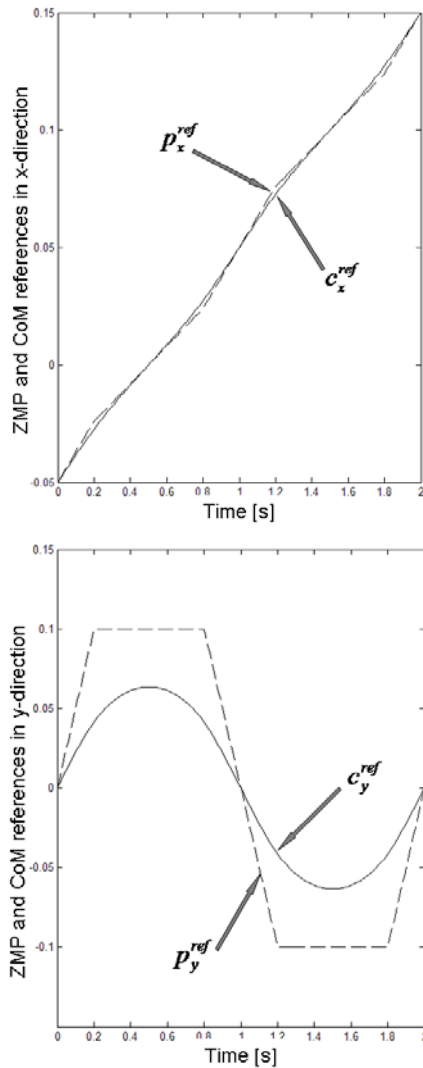 ZMP and CoM references in x-direction
0.15
0.1
0.05
0
-0.05
p_x^ref
c_x^ref
0 0.2 0.4 0.6 0.8 1 1.2 1.4 1.6 1.8 2
Time [s]
ZMP and CoM references in y-direction
0.15
0.1
0.05
0
-0.05
-0.1
c_y^ref
p_y^ref
0 0.2 0.4 0.6 0.8 1 1.2 1.4 1.6 1.8 2
Time [s]